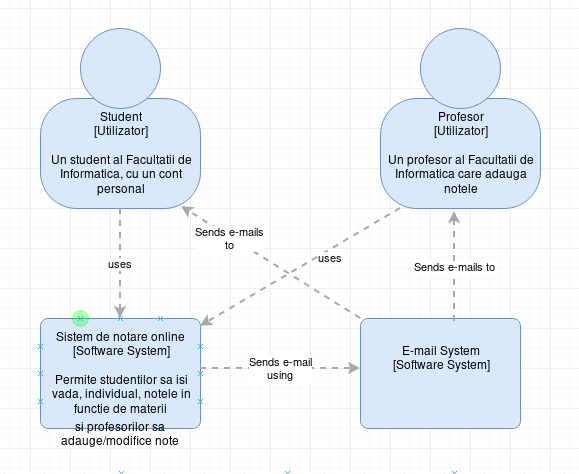 Student
[Utilizator]
Un student al Facultatii de
Informatica, cu un cont
personal
Profesor
[Utilizator]
Un profesor al Facultatii de
Informatica care adauga
notele
Sends e-mails
to
uses
uses
Sends e-mails to
Sistem de notare online
[Software System]
Permite studentilor sa isi
vada, individual, notele in
functie de materii
si profesorilor sa
adauge/modifice note
Sends e-mail
using
E-mail System
[Software System]